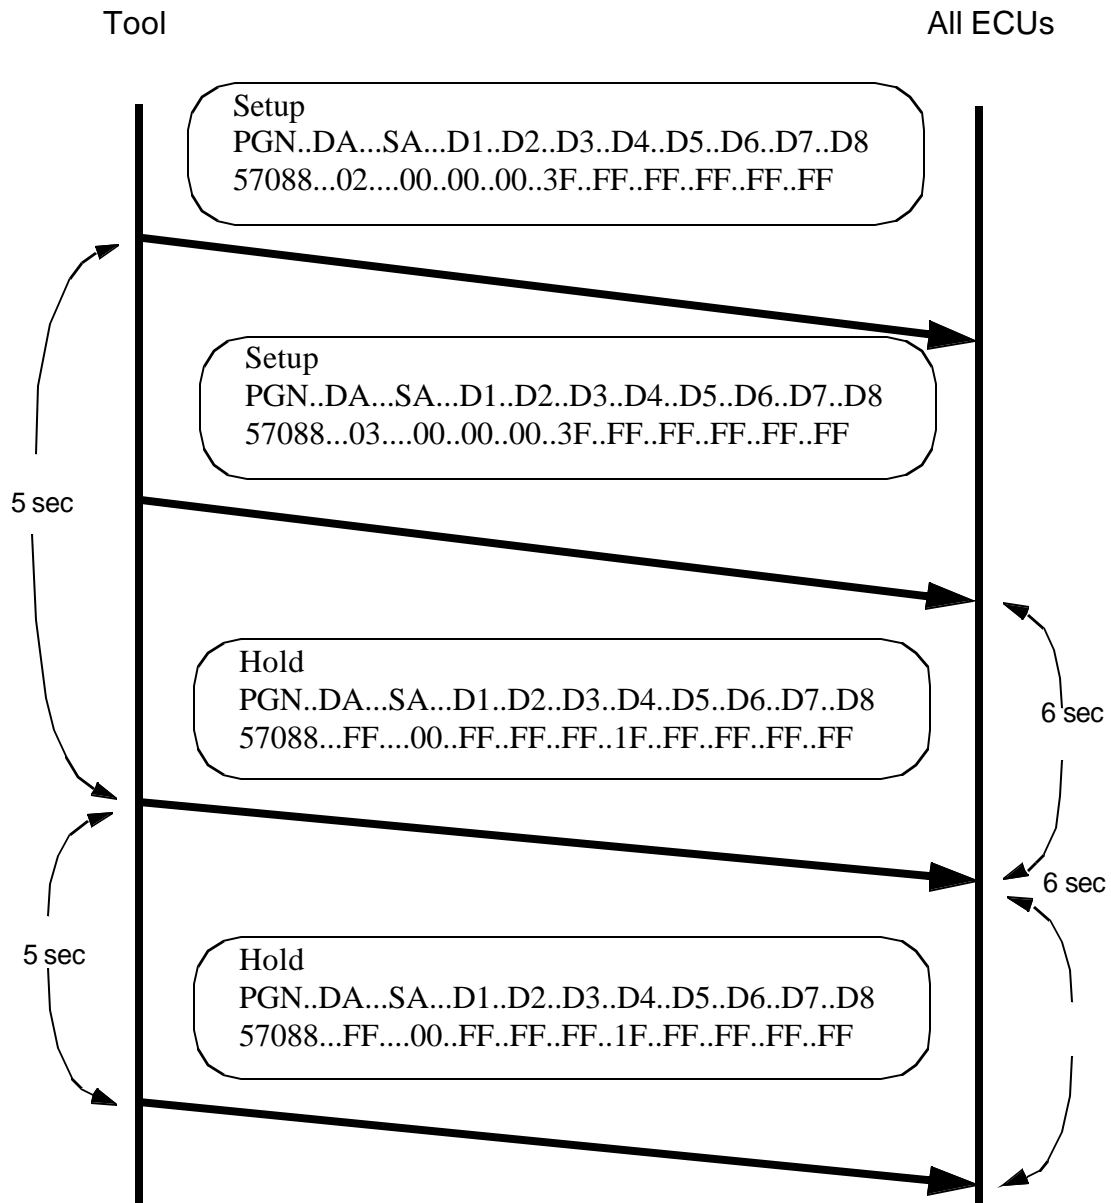 Tool
All ECUs
Setup
PGN..DA...SA...D1..D2..D3..D4..D5..D6..D7..D8
57088...02....00..00..00..3F..FF..FF..FF..FF..FF
Setup
PGN..DA...SA...D1..D2..D3..D4..D5..D6..D7..D8
57088...03....00..00..00..3F..FF..FF..FF..FF..FF
5 sec
Hold
PGN..DA...SA...D1..D2..D3..D4..D5..D6..D7..D8
57088...FF....00..FF..FF..FF..1F..FF..FF..FF..FF
6 sec
6 sec
5 sec
Hold
PGN..DA...SA...D1..D2..D3..D4..D5..D6..D7..D8
57088...FF....00..FF..FF..FF..1F..FF..FF..FF..FF